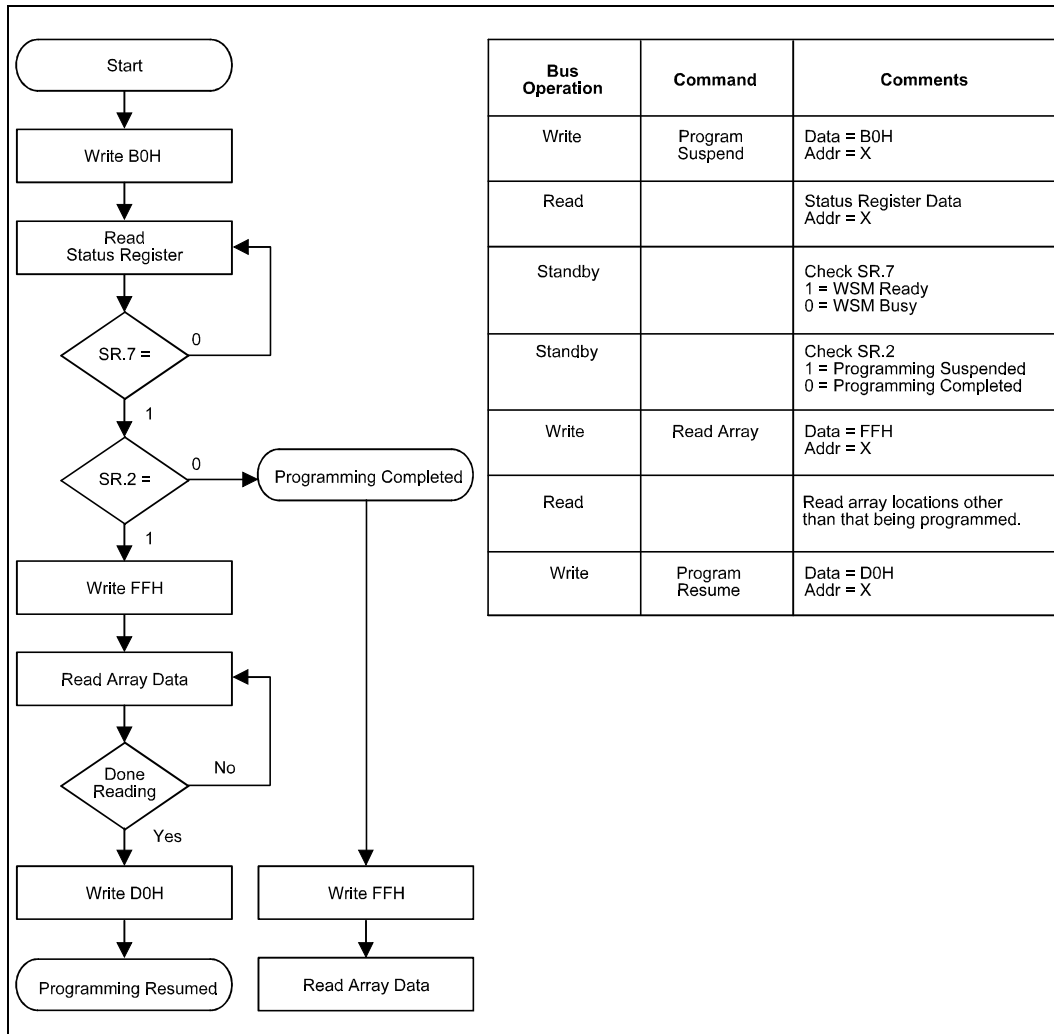 Start
Write B0H
Read
Status Register
0
SR.7 =
1
SR.2 =
0
Programming Completed
1
Write FFH
Read Array Data
Done
Reading
No
Yes
Write D0H
Write FFH
Programming Resumed
Read Array Data
Bus
Operation
Command
Comments
Write
Program
Suspend
Data = B0H
Addr = X
Read
Status Register Data
Addr = X
Standby
Check SR.7
1 = WSM Ready
0 = WSM Busy
Standby
Check SR.2
1 = Programming Suspended
0 = Programming Completed
Write
Read Array
Data = FFH
Addr = X
Read
Read array locations other
than that being programmed.
Write
Program
Resume
Data = D0H
Addr = X